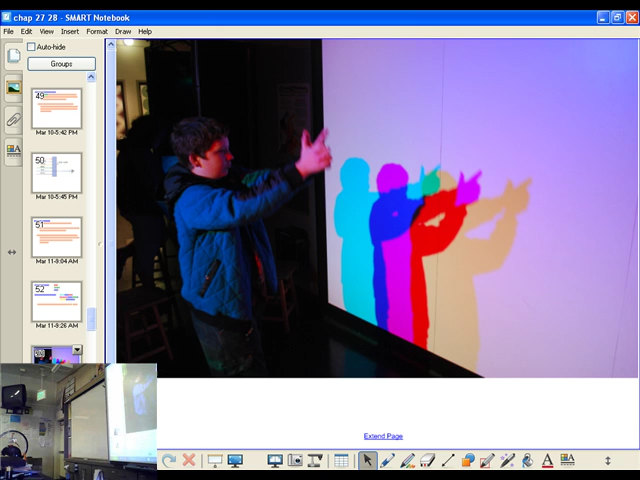 chap 27 28 - SMART Notebook
File Edit View Insert Format Draw Help
Auto-hide
Groups
49
Mar 10-5:42 PM
50
Mar 10-5:45 PM
51
Mar 11-9:04 AM
52
Mar 11-9:26 AM
Extend Page